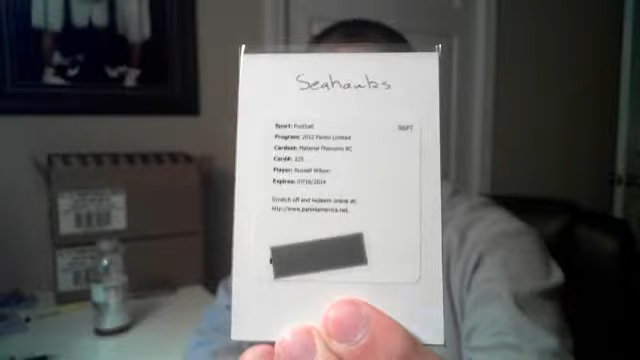 Seahawks
Sport: Football
98PT
Program: 2012 Panini Limited
Cardset: Material Phenoms RC
Card#: 225
Player: Russell Wilson
Expires: 07/16/2014
Scratch off and redeem online at:
http://www.paniniamerica.net.